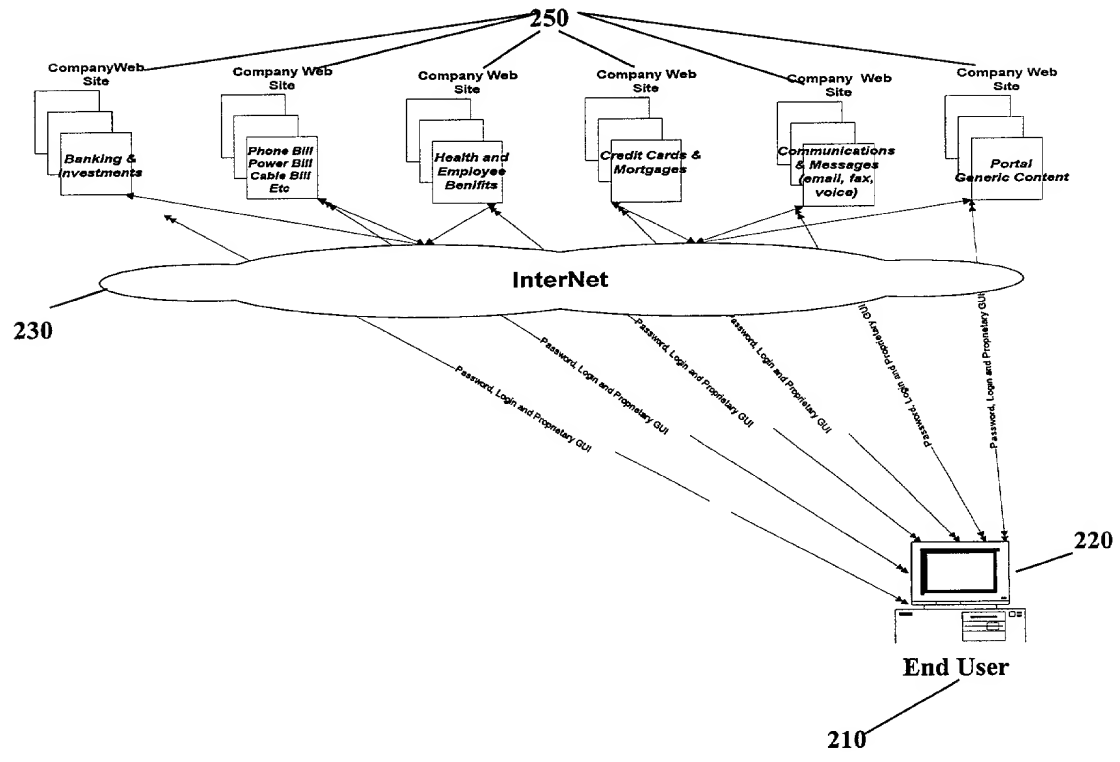 250
CompanyWeb
Site
Company Web
Site
Company Web
Site
Company Web
Site
Company Web
Site
Company Web
Site
Banking &
Investments
Phone Bill
Power Bill
Cable Bill
Etc
Health and
Employee
Benifits
Credit Cards &
Mortgages
Communications
& Messages
(email, fax,
voice)
Portal
Generic Content
InterNet
230
Password, Login and Proprietary GUI
Password, Login and Proprietary GUI
Password, Login and Proprietary GUI
Password, Login and Proprietary GUI
Password, Login and Proprietary GUI
Password, Login and Proprietary GUI
220
End User
210